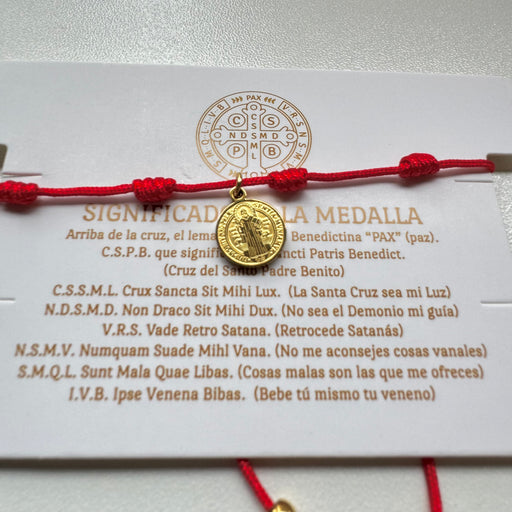 PAX
V.R.S.N.S.M.V
S.M.Q.L.I.V.B
C S P B
C S S M L
N D S M D
SIGNIFICADO LA MEDALLA
Arriba de la cruz, el lema Benedictina “PAX” (paz).
C.S.P.B. que signifi Sancti Patris Benedict.
(Cruz del Santo Padre Benito)
C.S.S.M.L. Crux Sancta Sit Mihi Lux. (La Santa Cruz sea mi Luz)
N.D.S.M.D. Non Draco Sit Mihi Dux. (No sea el Demonio mi guía)
V.R.S. Vade Retro Satana. (Retrocede Satanás)
N.S.M.V. Numquam Suade Mihl Vana. (No me aconsejes cosas vanales)
S.M.Q.L. Sunt Mala Quae Libas. (Cosas malas son las que me ofreces)
I.V.B. Ipse Venena Bibas. (Bebe tú mismo tu veneno)